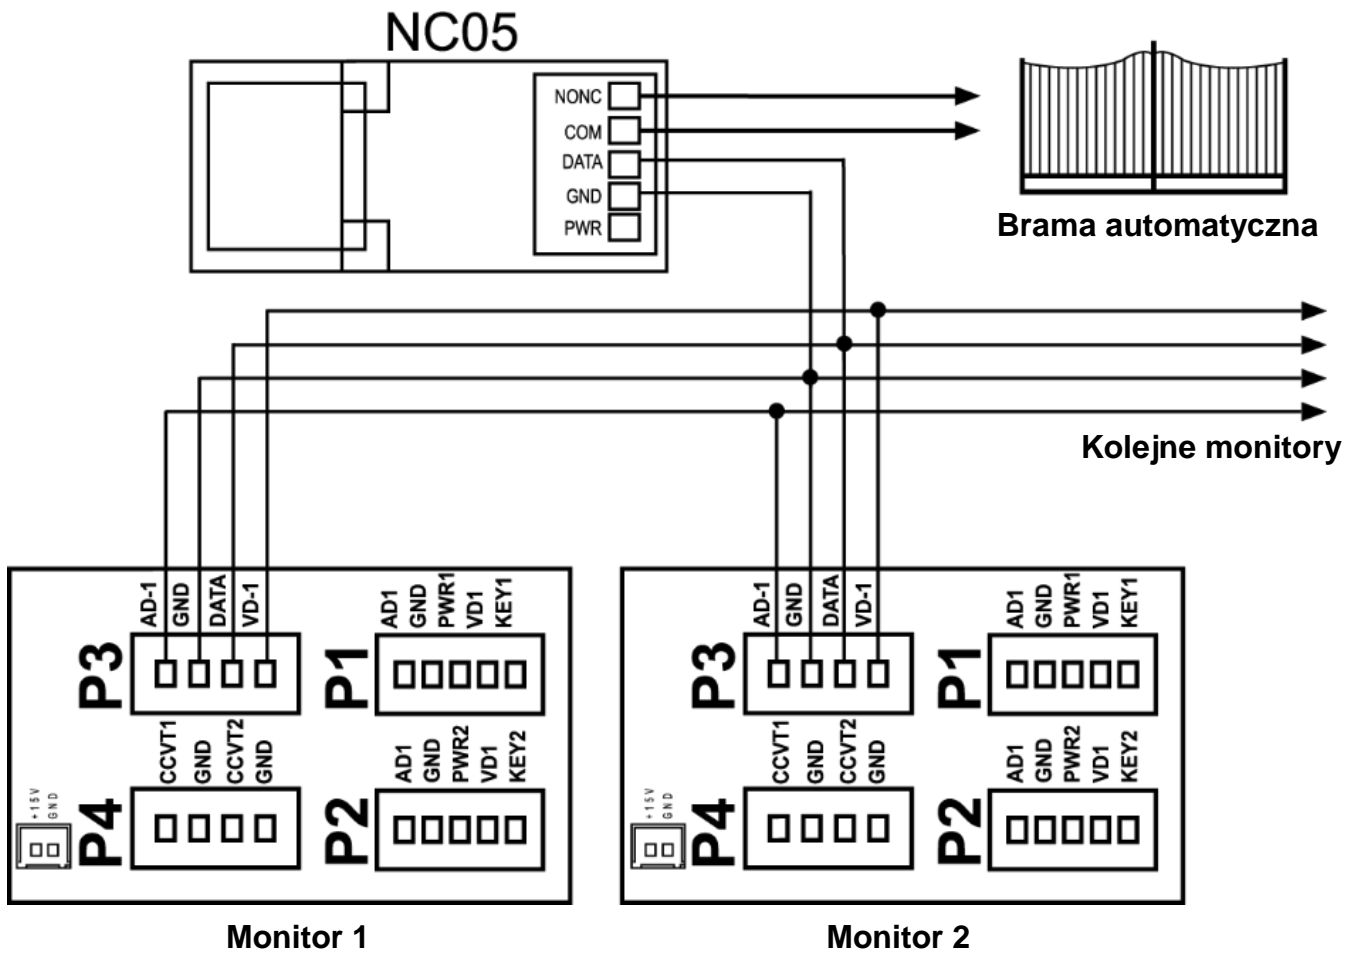 NC05
NONC
COM
DATA
GND
PWR
Brama automatyczna
Kolejne monitory
AD-1
GND
DATA
VD-1
P3
AD1
GND
PWR1
VD1
KEY1
P1
CCVT1
GND
CCVT2
GND
P4
AD1
GND
PWR2
VD1
KEY2
P2
+15V
GND
Monitor 1
AD-1
GND
DATA
VD-1
P3
AD1
GND
PWR1
VD1
KEY1
P1
CCVT1
GND
CCVT2
GND
P4
AD1
GND
PWR2
VD1
KEY2
P2
+15V
GND
Monitor 2